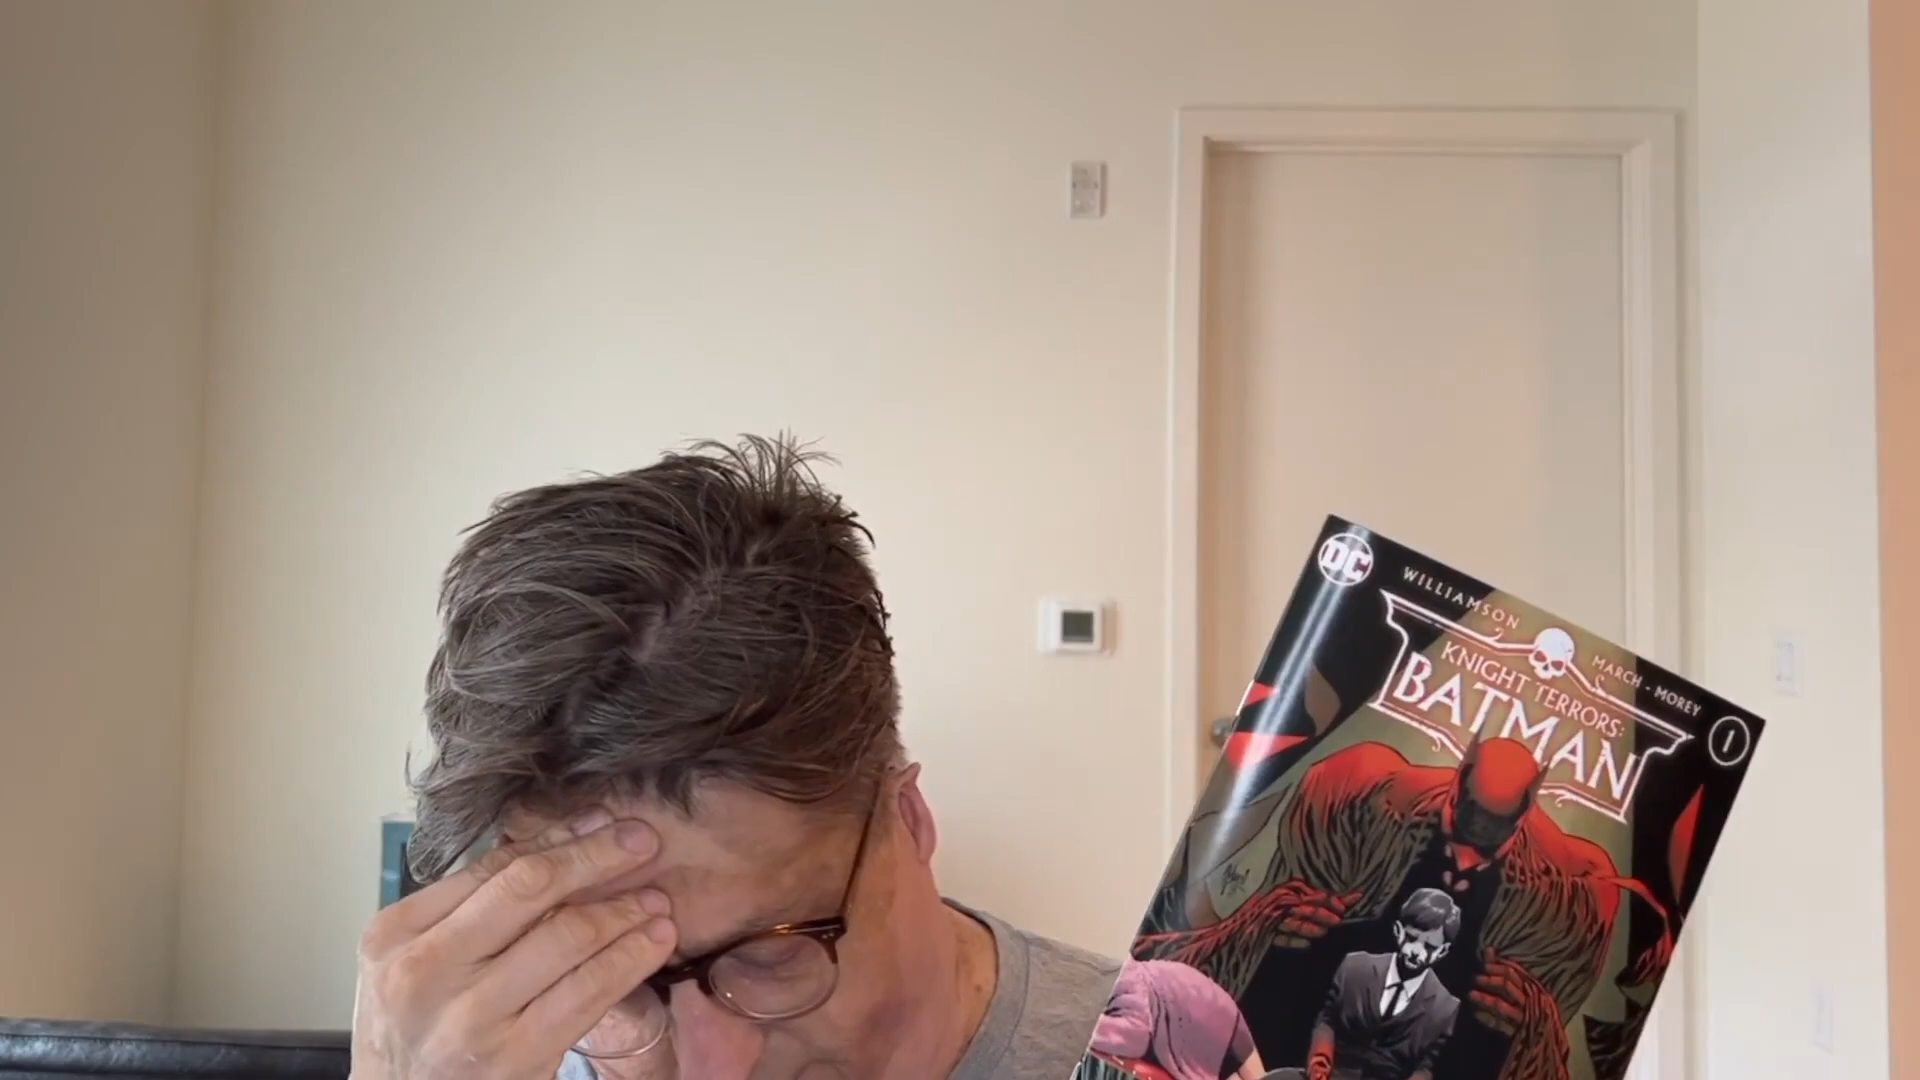 DC
WILLIAMSON
MARCH - MOREY
KNIGHT TERRORS:
BATMAN
1